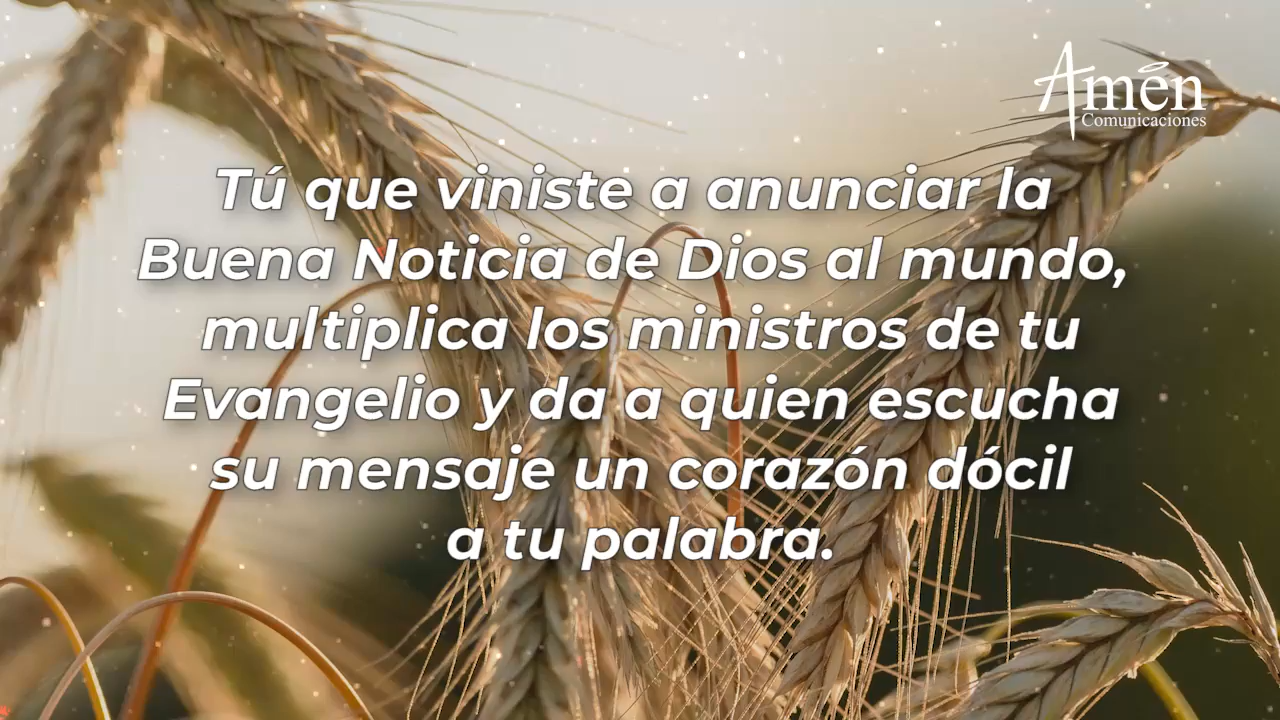 Amén
Comunicaciones
Tú que viniste a anunciar la
Buena Noticia de Dios al mundo,
multiplica los ministros de tu
Evangelio y da a quien escucha
su mensaje un corazón dócil
a tu palabra.